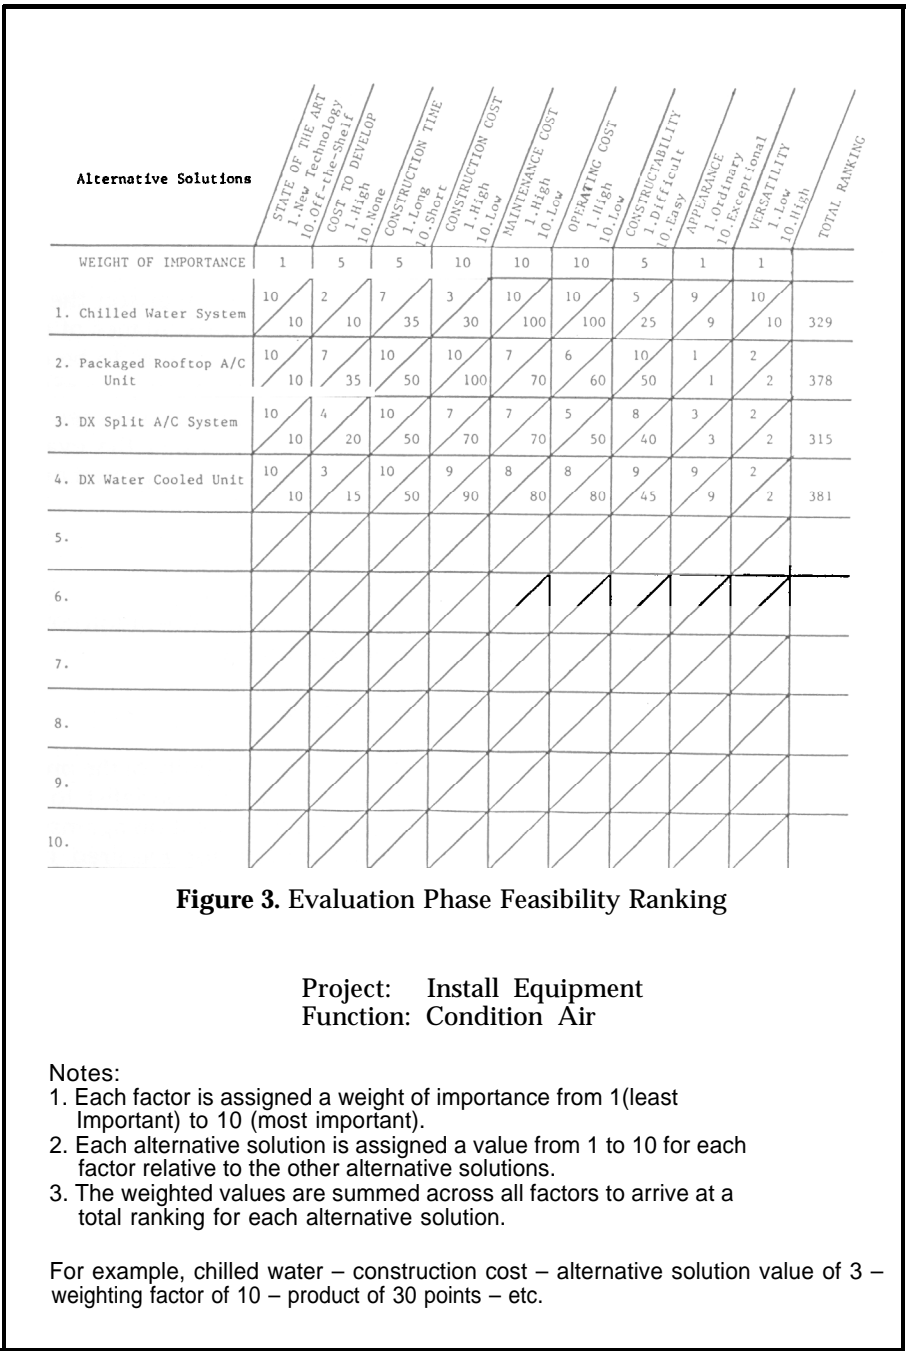 STATE OF THE ART
1.New Technology
10.Off-the-Shelf
COST TO DEVELOP
1.High
10.None
CONSTRUCTION TIME
1.Long
10.Short
CONSTRUCTION COST
1.High
10.Low
MAINTENANCE COST
1.High
10.Low
OPERATING COST
1.High
10.Low
CONSTRUCTABILITY
1.Difficult
10.Easy
APPEARANCE
1.Ordinary
10.Exceptional
VERSATILITY
1.Low
10.High
TOTAL RANKING
Alternative Solutions
WEIGHT OF IMPORTANCE 1 5 5 10 10 10 5 1 1
10 2 7 3 10 10 5 9 10
1. Chilled Water System 10 10 35 30 100 100 25 9 10 329
10 7 10 10 7 6 10 1 2
2. Packaged Rooftop A/C
Unit 10 35 50 100 70 60 50 1 2 378
10 4 10 7 7 5 8 3 2
3. DX Split A/C System 10 20 50 70 70 50 40 3 2 315
10 3 10 9 8 8 9 9 2
4. DX Water Cooled Unit 10 15 50 90 80 80 45 9 2 381
5.
6.
7.
8.
9.
10.
Figure 3. Evaluation Phase Feasibility Ranking
Project: Install Equipment
Function: Condition Air
Notes:
1. Each factor is assigned a weight of importance from 1(least
Important) to 10 (most important).
2. Each alternative solution is assigned a value from 1 to 10 for each
factor relative to the other alternative solutions.
3. The weighted values are summed across all factors to arrive at a
total ranking for each alternative solution.
For example, chilled water – construction cost – alternative solution value of 3 –
weighting factor of 10 – product of 30 points – etc.